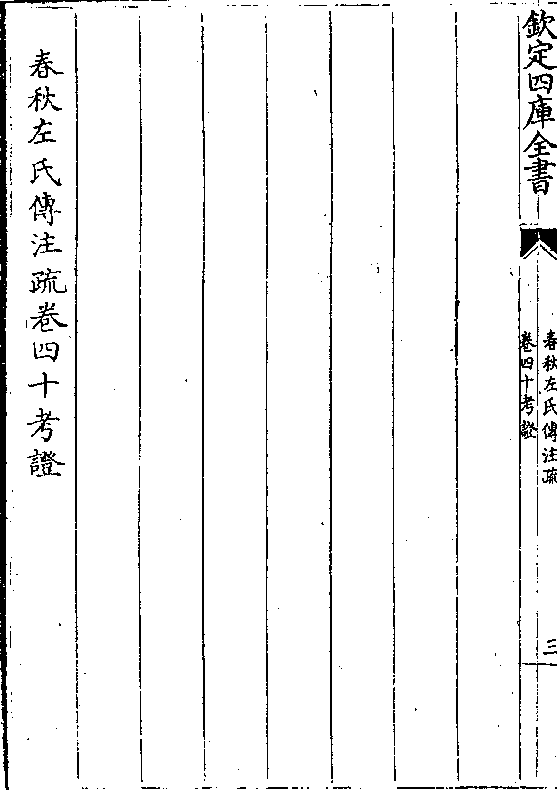 欽定四庫全書
春秋左氏傳注疏
卷四十考證
三
春秋左氏傳注疏卷四十考證